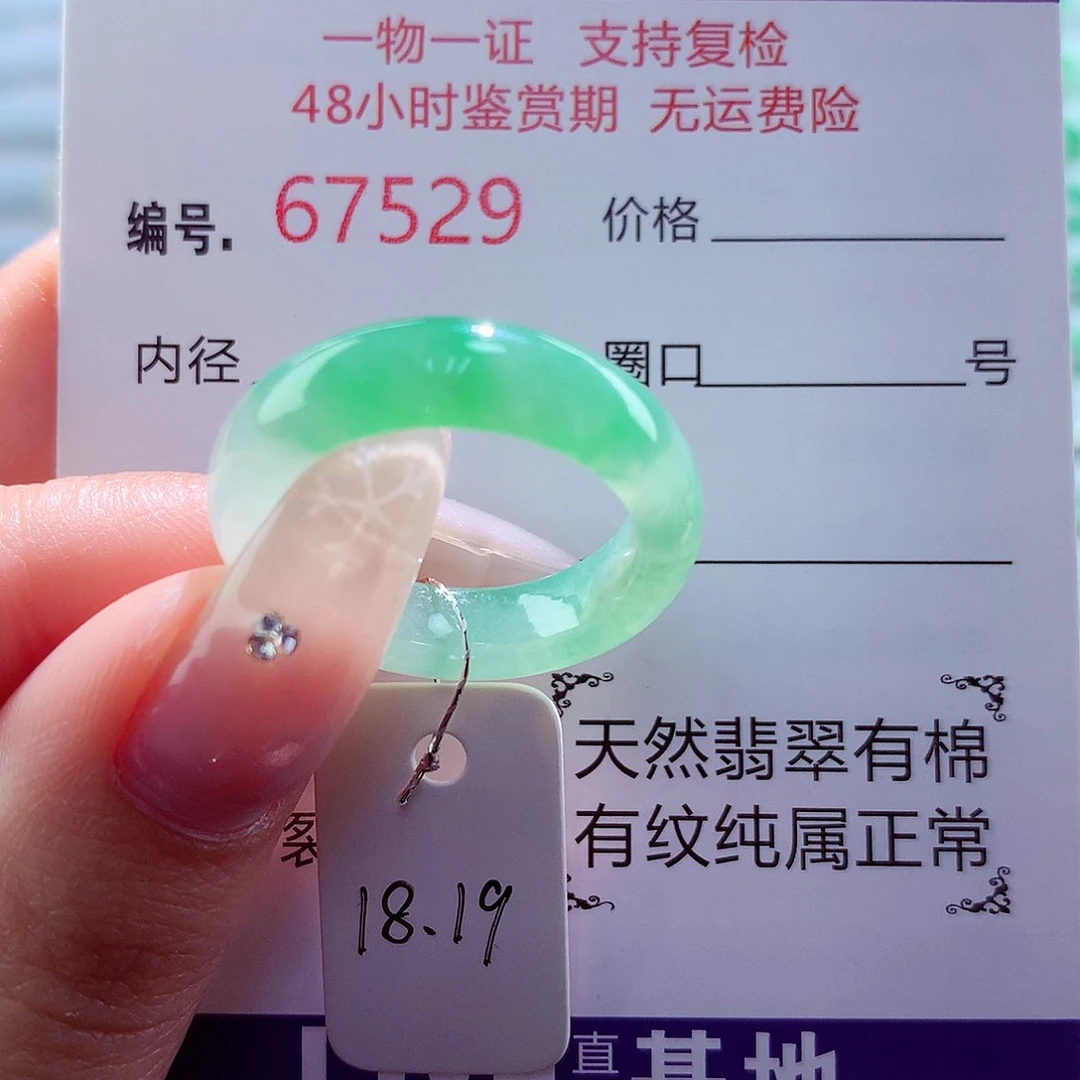 一物一证 支持复检
48小时鉴赏期 无运费险
编号. 67529 价格
内径 圈口 号
天然翡翠有棉
裂 有纹纯属正常
18.19
直 基地